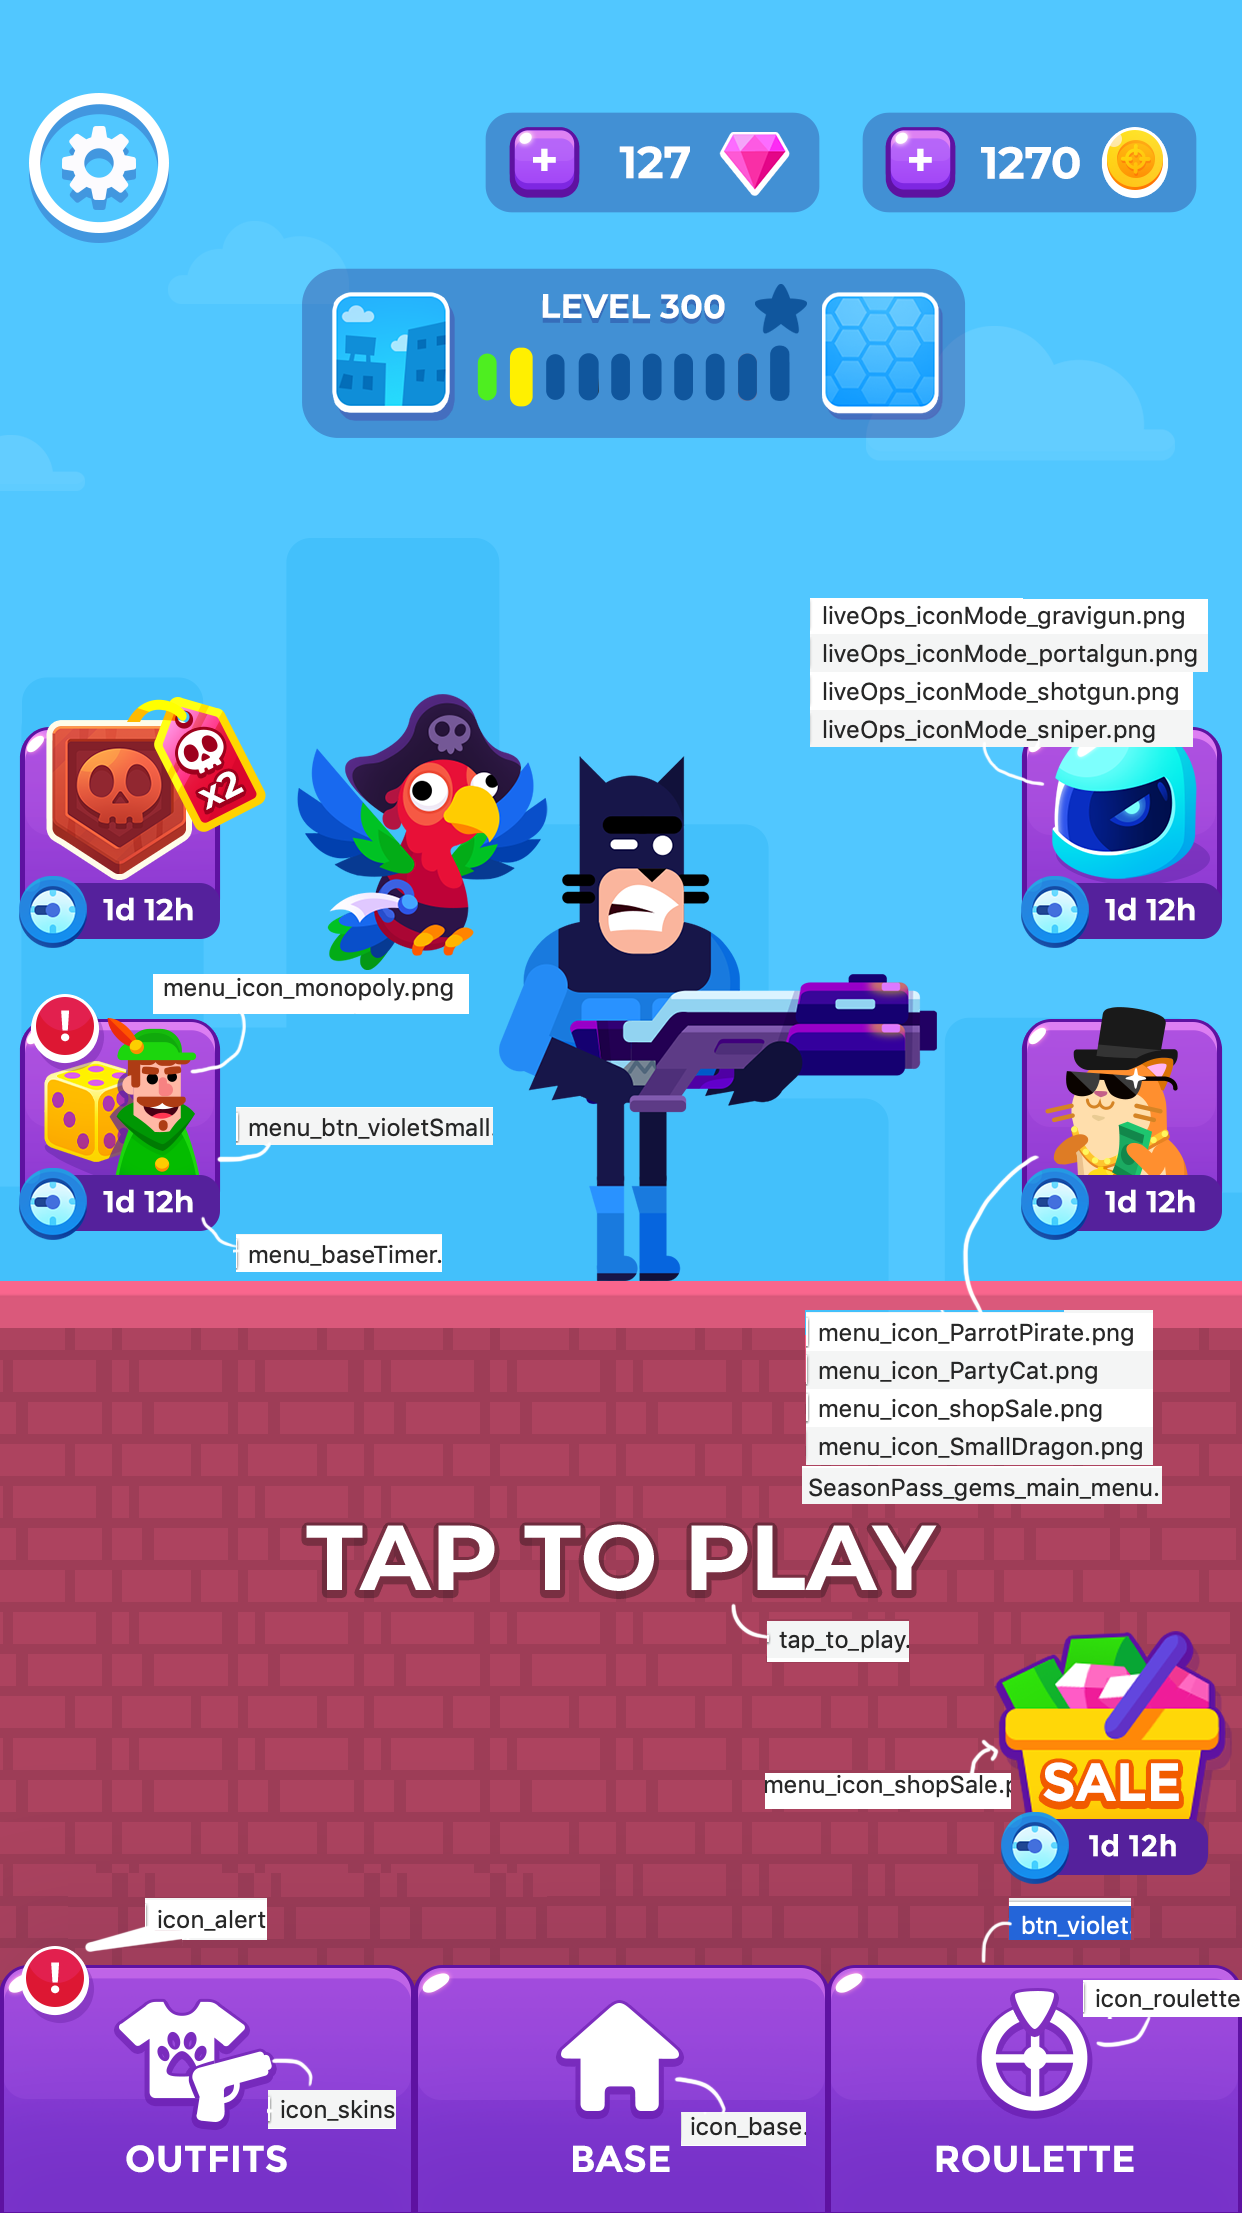 127
1270
LEVEL 300
liveOps_iconMode_gravigun.png
liveOps_iconMode_portalgun.png
liveOps_iconMode_shotgun.png
liveOps_iconMode_sniper.png
x2
1d 12h
1d 12h
menu_icon_monopoly.png
!
menu_btn_violetSmall.
1d 12h
1d 12h
menu_baseTimer.
menu_icon_ParrotPirate.png
menu_icon_PartyCat.png
menu_icon_shopSale.png
menu_icon_SmallDragon.png
SeasonPass_gems_main_menu.
TAP TO PLAY
tap_to_play.
menu_icon_shopSale.p
SALE
1d 12h
icon_alert
btn_violet.
!
icon_roulette
icon_skins
icon_base.
OUTFITS
BASE
ROULETTE